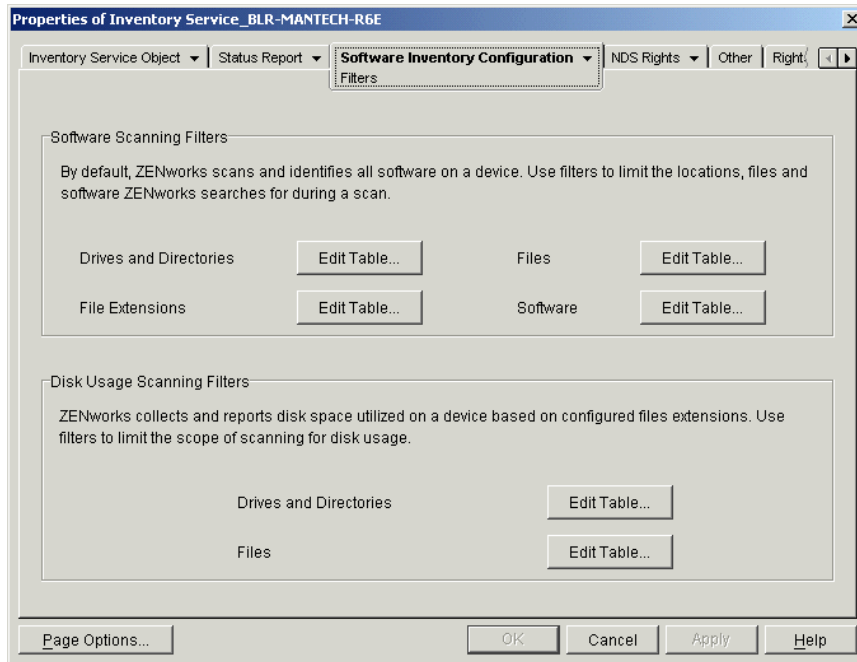 Properties of Inventory Service_BLR-MANTECH-R6E
Inventory Service Object
Status Report
Software Inventory Configuration
NDS Rights
Other
Right
Filters
Software Scanning Filters
By default, ZENworks scans and identifies all software on a device. Use filters to limit the locations, files and
software ZENworks searches for during a scan.
Drives and Directories Edit Table... Files Edit Table...
File Extensions Edit Table... Software Edit Table...
Disk Usage Scanning Filters
ZENworks collects and reports disk space utilized on a device based on configured files extensions. Use
filters to limit the scope of scanning for disk usage.
Drives and Directories Edit Table...
Files Edit Table...
Page Options... OK Cancel Apply Help